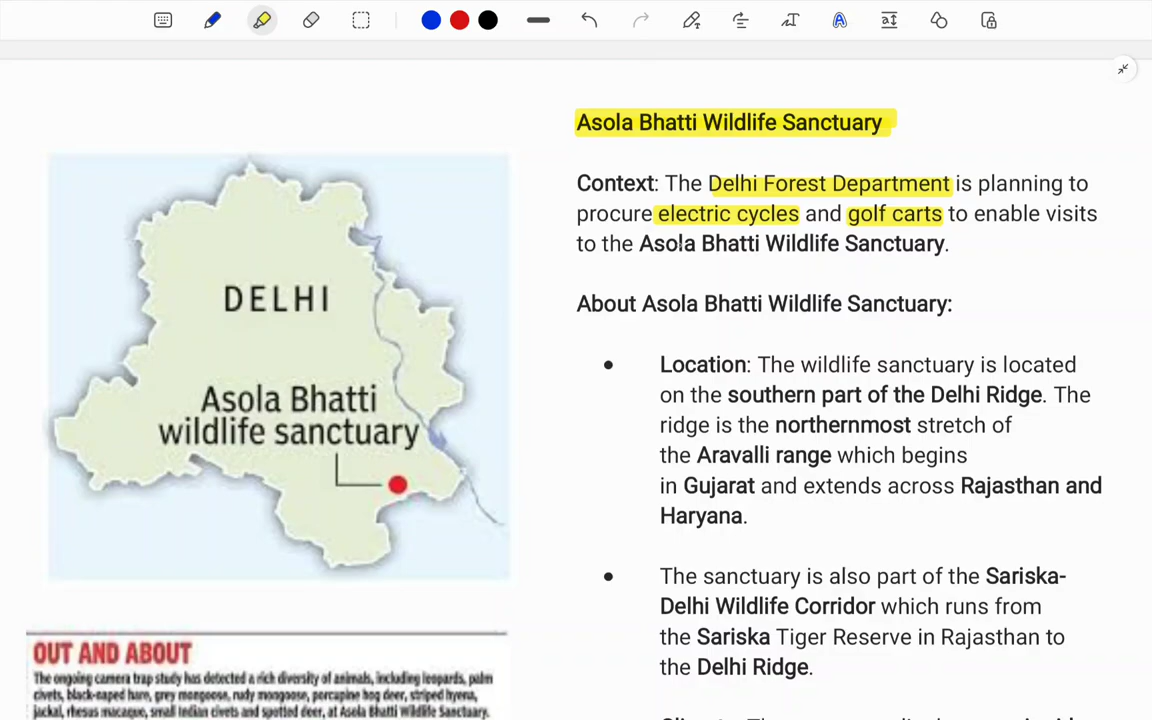 Asola Bhatti Wildlife Sanctuary
Context: The Delhi Forest Department is planning to
procure electric cycles and golf carts to enable visits
to the Asola Bhatti Wildlife Sanctuary.
About Asola Bhatti Wildlife Sanctuary:
• Location: The wildlife sanctuary is located
on the southern part of the Delhi Ridge. The
ridge is the northernmost stretch of
the Aravalli range which begins
in Gujarat and extends across Rajasthan and
Haryana.
• The sanctuary is also part of the Sariska-
Delhi Wildlife Corridor which runs from
the Sariska Tiger Reserve in Rajasthan to
the Delhi Ridge.
DELHI
Asola Bhatti
wildlife sanctuary
OUT AND ABOUT
The ongoing camera trap study has detected a rich diversity of animals, including leopards, palm
civets, black-naped hare, grey mongoose, rudy mongoose, porcupine hog deer, striped hyena,
jackal, rhesus macaque, small Indian civets and spotted deer, at Asola Bhatti Wildlife Sanctuary.